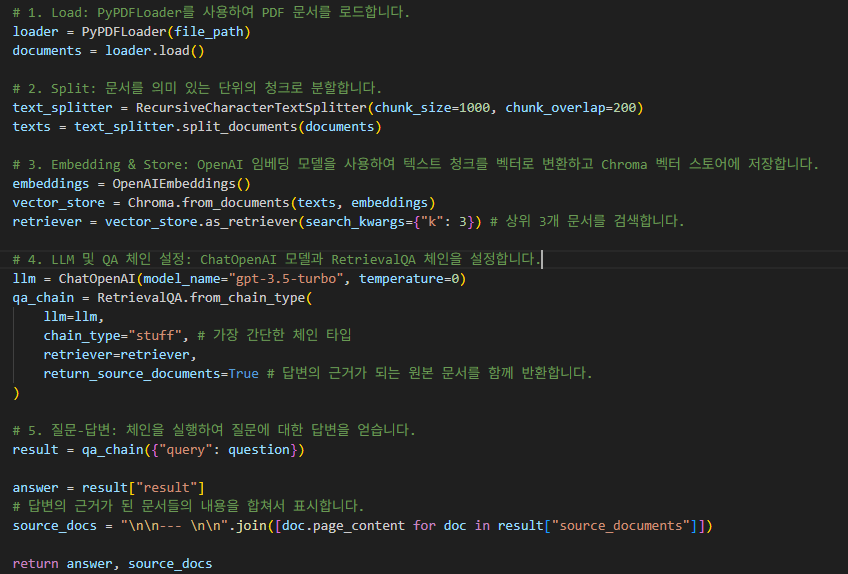 # 1. Load: PyPDFLoader를 사용하여 PDF 문서를 로드합니다.
loader = PyPDFLoader(file_path)
documents = loader.load()
# 2. Split: 문서를 의미 있는 단위의 청크로 분할합니다.
text_splitter = RecursiveCharacterTextSplitter(chunk_size=1000, chunk_overlap=200)
texts = text_splitter.split_documents(documents)
# 3. Embedding & Store: OpenAI 임베딩 모델을 사용하여 텍스트 청크를 벡터로 변환하고 Chroma 벡터 스토어에 저장합니다.
embeddings = OpenAIEmbeddings()
vector_store = Chroma.from_documents(texts, embeddings)
retriever = vector_store.as_retriever(search_kwargs={"k": 3}) # 상위 3개 문서를 검색합니다.
# 4. LLM 및 QA 체인 설정: ChatOpenAI 모델과 RetrievalQA 체인을 설정합니다.
llm = ChatOpenAI(model_name="gpt-3.5-turbo", temperature=0)
qa_chain = RetrievalQA.from_chain_type(
    llm=llm,
    chain_type="stuff", # 가장 간단한 체인 타입
    retriever=retriever,
    return_source_documents=True # 답변의 근거가 되는 원본 문서를 함께 반환합니다.
)
# 5. 질문-답변: 체인을 실행하여 질문에 대한 답변을 얻습니다.
result = qa_chain({"query": question})
answer = result["result"]
# 답변의 근거가 된 문서들의 내용을 합쳐서 표시합니다.
source_docs = "\n\n--- \n\n".join([doc.page_content for doc in result["source_documents"]])
return answer, source_docs